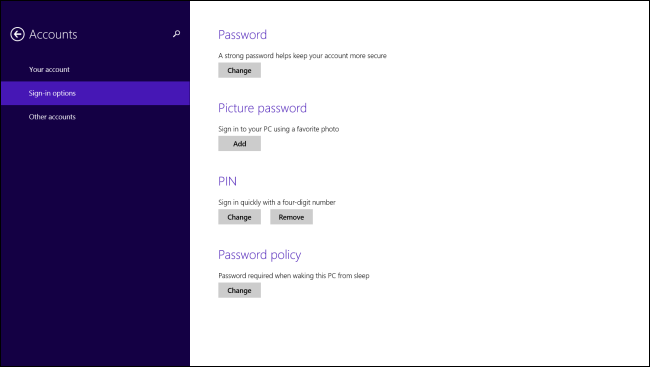 Accounts
Your account
Sign-in options
Other accounts
Password
A strong password helps keep your account more secure
Change
Picture password
Sign in to your PC using a favorite photo
Add
PIN
Sign in quickly with a four-digit number
Change Remove
Password policy
Password required when waking this PC from sleep
Change